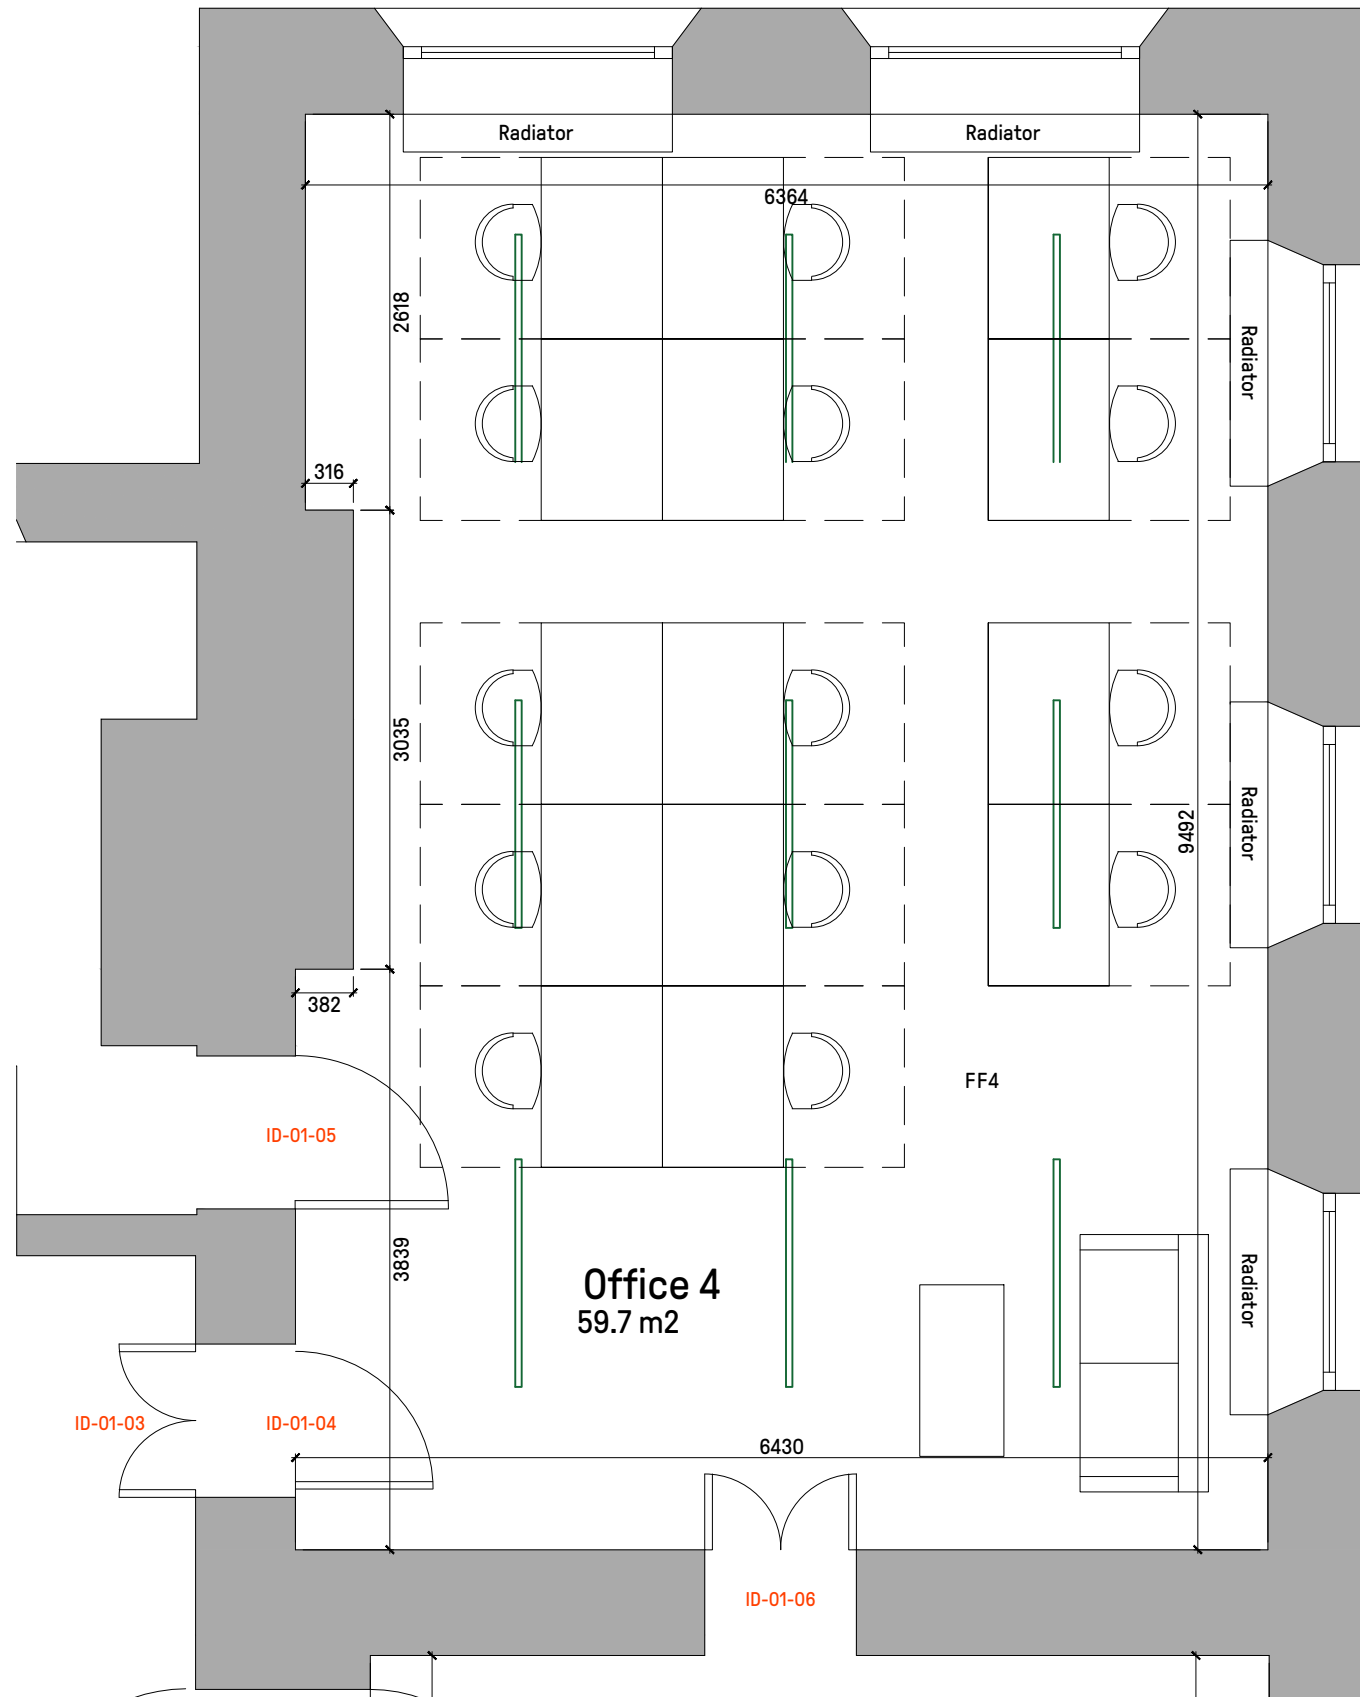 Radiator
Radiator
6364
2618
Radiator
316
3035
Radiator
9492
382
FF4
ID-01-05
3839
Office 4
59.7 m2
Radiator
ID-01-03
ID-01-04
6430
ID-01-06